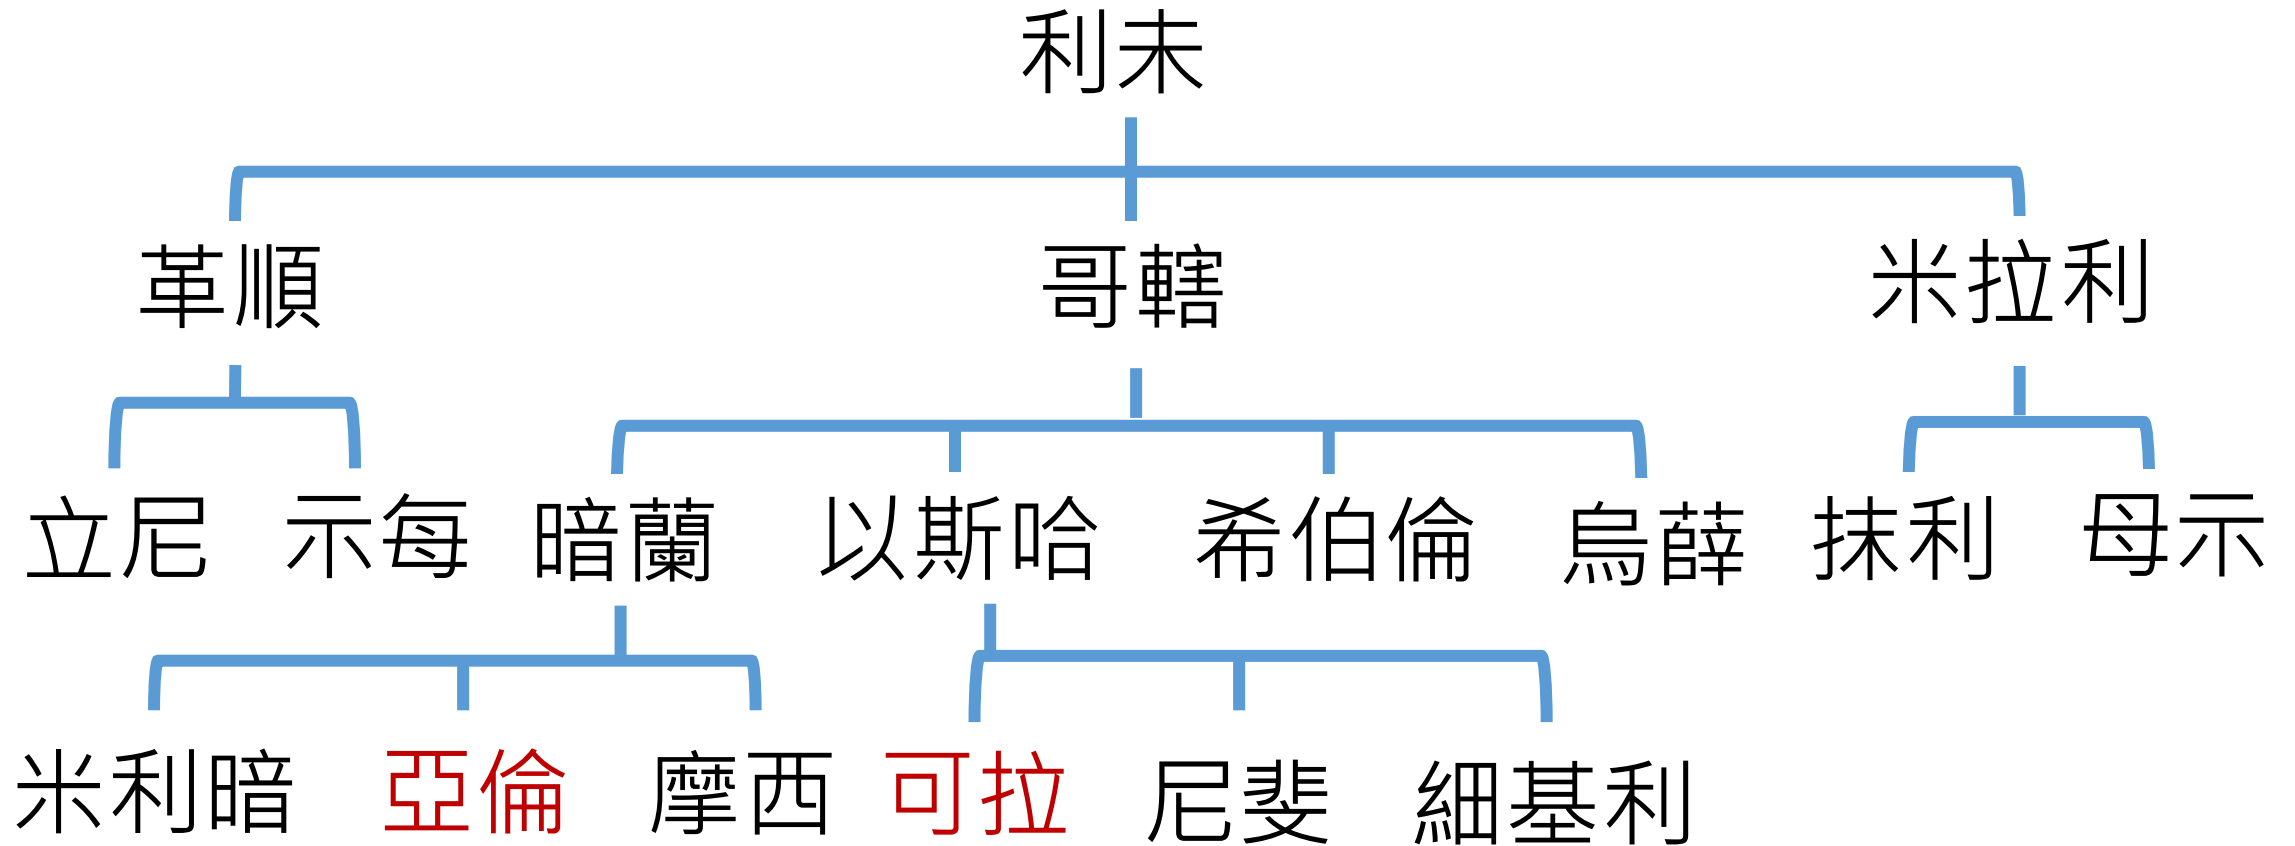 利未
革順 哥轄 米拉利
立尼 示每 暗蘭 以斯哈 希伯倫 烏薛 抹利 母示
米利暗 亞倫 摩西 可拉 尼斐 細基利